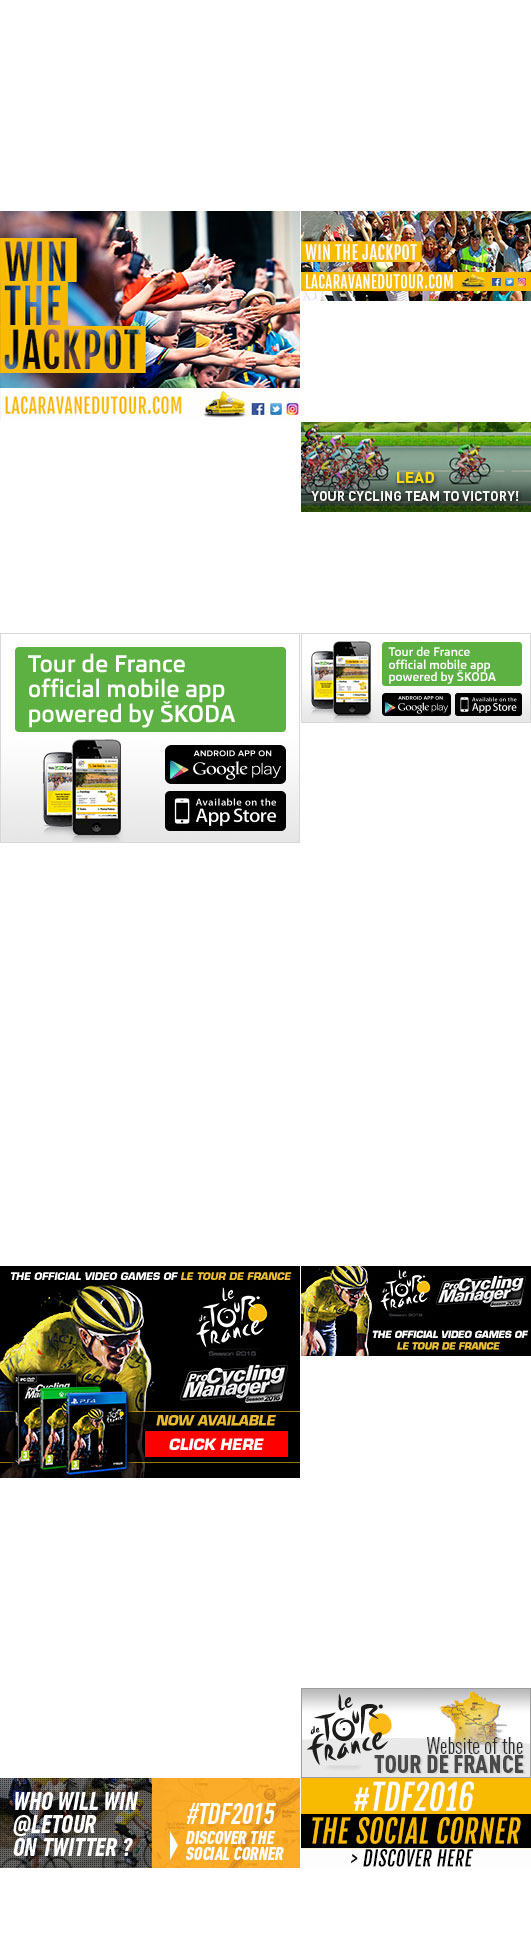 WIN
THE
JACKPOT
LACARAVANEDUTOUR.COM
WIN THE JACKPOT
LACARAVANEDUTOUR.COM
LEAD
YOUR CYCLING TEAM TO VICTORY!
Tour de France
official mobile app
powered by ŠKODA
ANDROID APP ON
Google play
Available on the
App Store
Tour de France
official mobile app
powered by ŠKODA
ANDROID APP ON
Google play
Available on the
App Store
THE OFFICIAL VIDEO GAMES OF LE TOUR DE FRANCE
le
TOUR
de
france
Season 2016
Pro Cycling
Manager
Season 2016
NOW AVAILABLE
CLICK HERE
le
TOUR
de
france
Season 2016
Pro Cycling
Manager
Season 2016
THE OFFICIAL VIDEO GAMES OF
LE TOUR DE FRANCE
le
TOUR
de
france
Website of the
TOUR DE FRANCE
WHO WILL WIN
@LETOUR
ON TWITTER ?
#TDF2015
DISCOVER THE
SOCIAL CORNER
#TDF2016
THE SOCIAL CORNER
> DISCOVER HERE